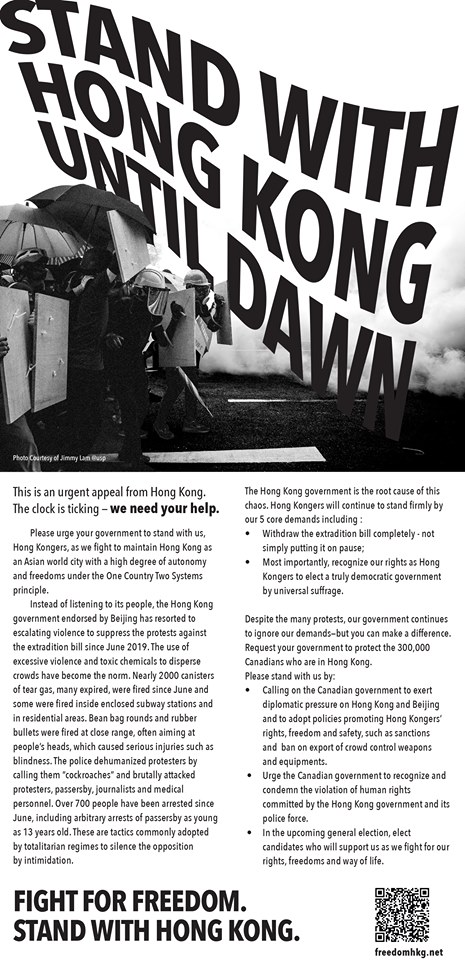 STAND WITH
HONG KONG
UNTIL DAWN
Photo Courtesy of Jimmy Lam @usp
This is an urgent appeal from Hong Kong.
The clock is ticking – we need your help.
Please urge your government to stand with us,
Hong Kongers, as we fight to maintain Hong Kong as
an Asian world city with a high degree of autonomy
and freedoms under the One Country Two Systems
principle.
Instead of listening to its people, the Hong Kong
government endorsed by Beijing has resorted to
escalating violence to suppress the protests against
the extradition bill since June 2019. The use of
excessive violence and toxic chemicals to disperse
crowds have become the norm. Nearly 2000 canisters
of tear gas, many expired, were fired since June and
some were fired inside enclosed subway stations and
in residential areas. Bean bag rounds and rubber
bullets were fired at close range, often aiming at
people's heads, which caused serious injuries such as
blindness. The police dehumanized protesters by
calling them "cockroaches" and brutally attacked
protesters, passersby, journalists and medical
personnel. Over 700 people have been arrested since
June, including arbitrary arrests of passersby as young
as 13 years old. These are tactics commonly adopted
by totalitarian regimes to silence the opposition
by intimidation.
The Hong Kong government is the root cause of this
chaos. Hong Kongers will continue to stand firmly by
our 5 core demands including :
• Withdraw the extradition bill completely - not
simply putting it on pause;
• Most importantly, recognize our rights as Hong
Kongers to elect a truly democratic government
by universal suffrage.
Despite the many protests, our government continues
to ignore our demands—but you can make a difference.
Request your government to protect the 300,000
Canadians who are in Hong Kong.
Please stand with us by:
• Calling on the Canadian government to exert
diplomatic pressure on Hong Kong and Beijing
and to adopt policies promoting Hong Kongers'
rights, freedom and safety, such as sanctions
and ban on export of crowd control weapons
and equipments.
• Urge the Canadian government to recognize and
condemn the violation of human rights
committed by the Hong Kong government and its
police force.
• In the upcoming general election, elect
candidates who will support us as we fight for our
rights, freedoms and way of life.
FIGHT FOR FREEDOM.
STAND WITH HONG KONG.
freedomhkg.net